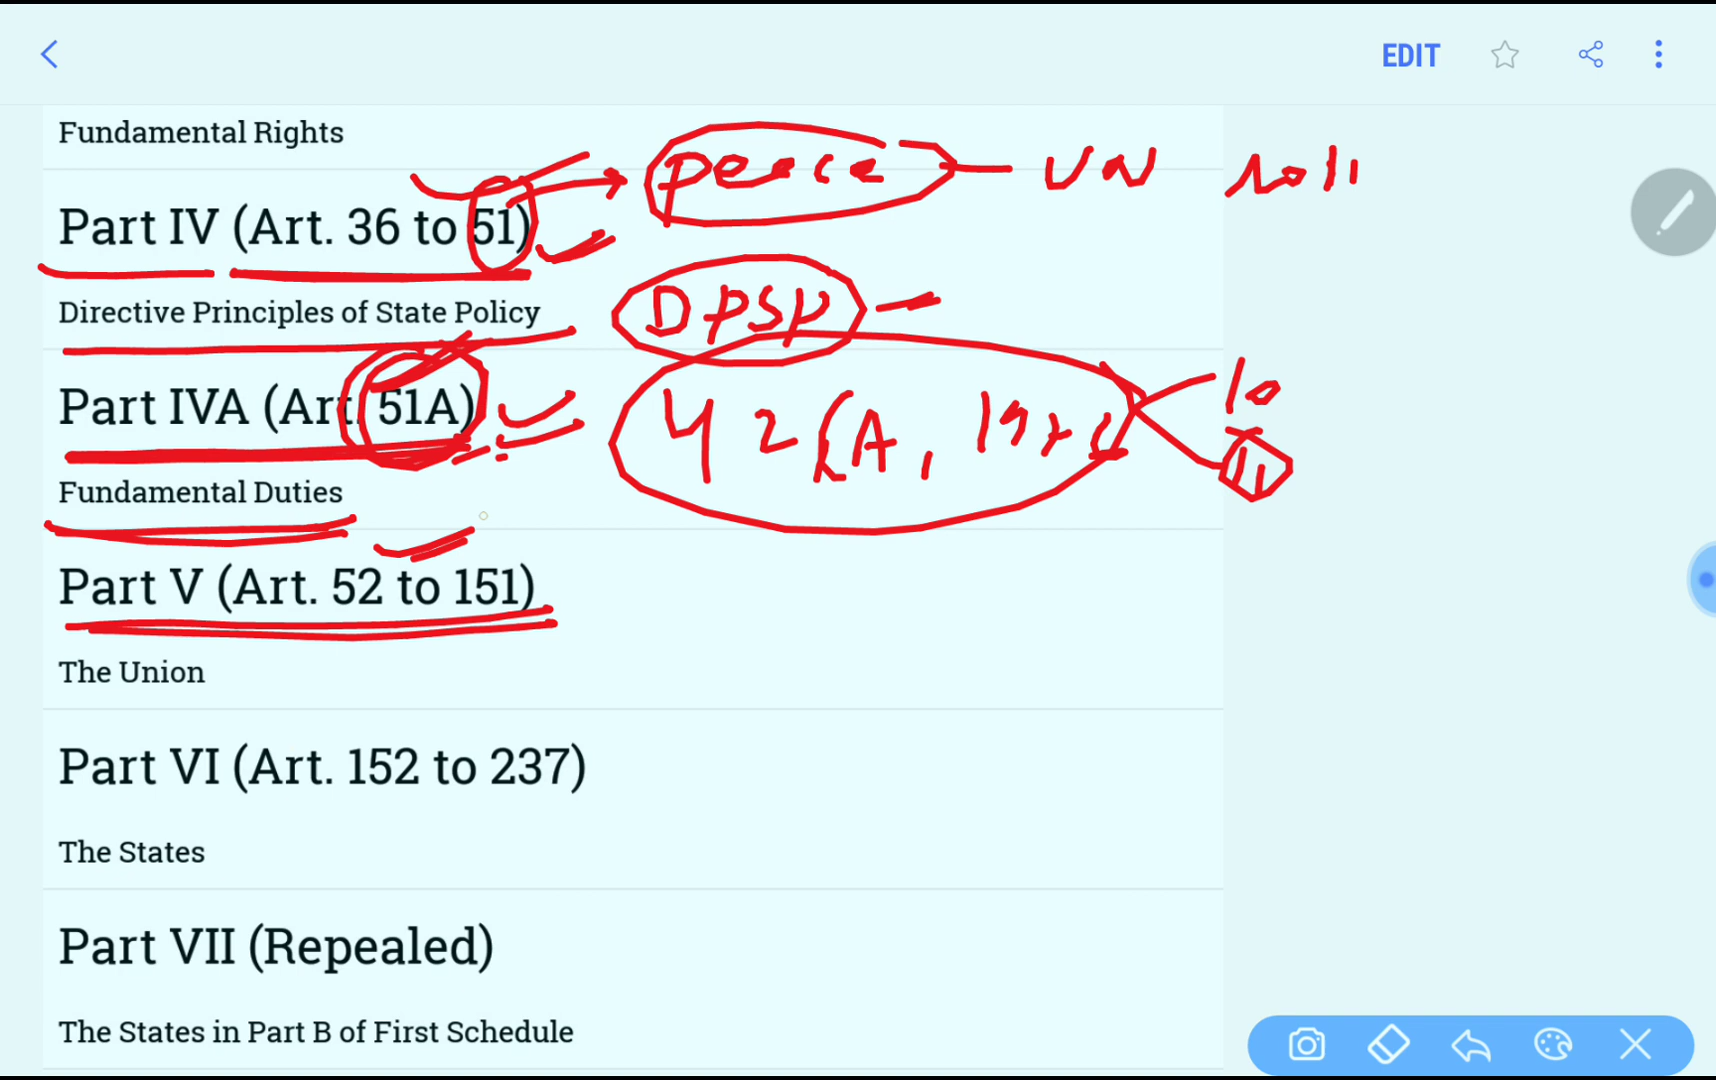 EDIT
Fundamental Rights
peace UN
Part IV (Art. 36 to 51)
Directive Principles of State Policy DPSP
Part IVA (Art. 51A) 42 CA, 1976 10
11
Fundamental Duties
Part V (Art. 52 to 151)
The Union
Part VI (Art. 152 to 237)
The States
Part VII (Repealed)
The States in Part B of First Schedule